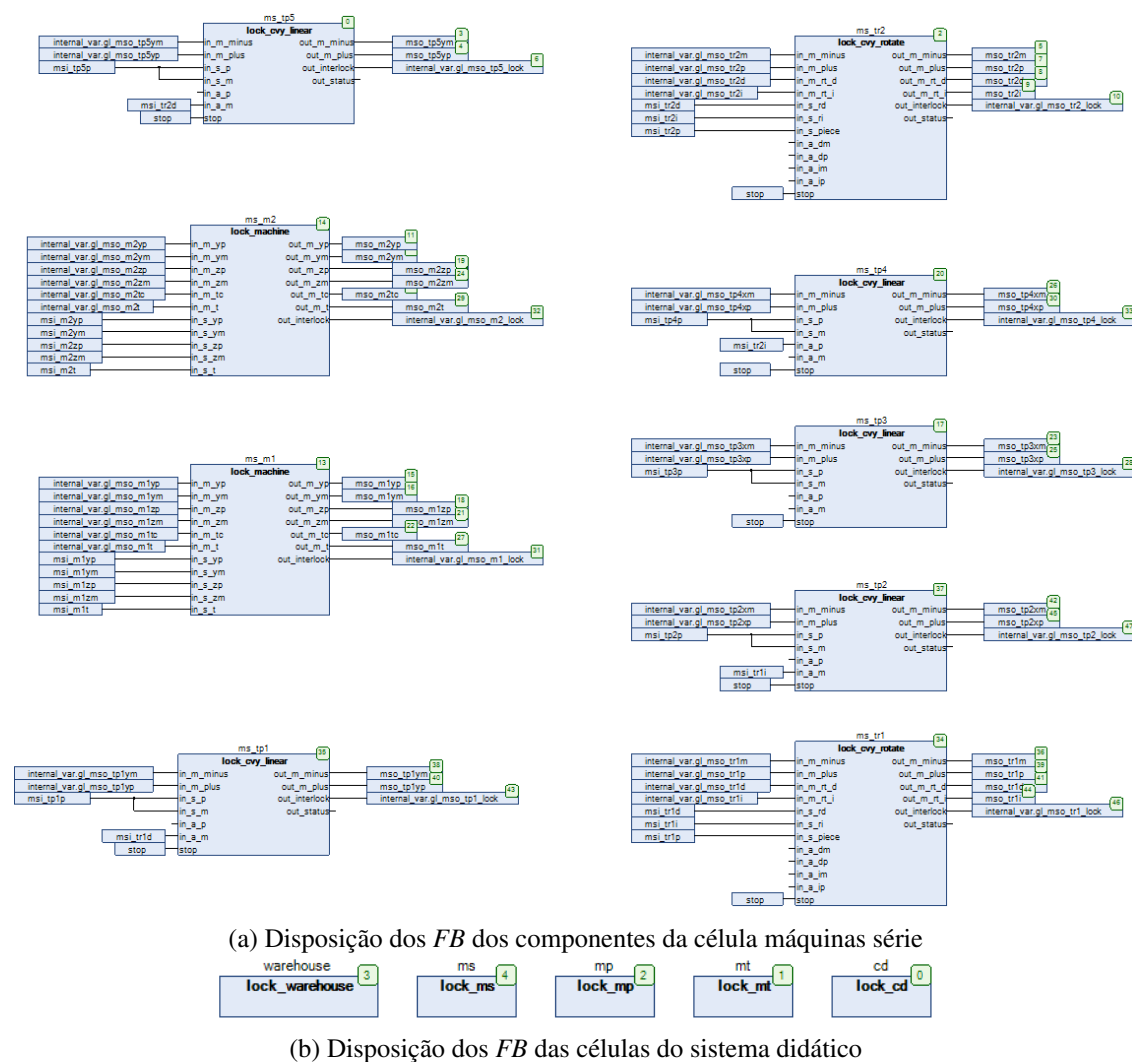 ms_tp5
0
lock_cvy_linear
internal_var.gl_mso_tp5ym in_m_minus out_m_minus mso_tp5ym 3
internal_var.gl_mso_tp5yp in_m_plus out_m_plus mso_tp5yp 4
msi_tp5p in_s_p out_interlock internal_var.gl_mso_tp5_lock 6
in_s_m out_status
in_a_p
msi_tr2d in_a_m
stop stop
ms_tr2
2
lock_cvy_rotate
internal_var.gl_mso_tr2m in_m_minus out_m_minus mso_tr2m 5
internal_var.gl_mso_tr2p in_m_plus out_m_plus mso_tr2p 7
internal_var.gl_mso_tr2d in_m_rt_d out_m_rt_d mso_tr2d 8
internal_var.gl_mso_tr2i in_m_rt_i out_m_rt_i mso_tr2i 9
msi_tr2d in_s_rd out_interlock internal_var.gl_mso_tr2_lock 10
msi_tr2i in_s_ri out_status
msi_tr2p in_s_piece
in_a_dm
in_a_dp
in_a_im
in_a_ip
stop stop
ms_m2
14
lock_machine
internal_var.gl_mso_m2yp in_m_yp out_m_yp mso_m2yp 11
internal_var.gl_mso_m2ym in_m_ym out_m_ym mso_m2ym
internal_var.gl_mso_m2zp in_m_zp out_m_zp mso_m2zp 19
internal_var.gl_mso_m2zm in_m_zm out_m_zm mso_m2zm 24
internal_var.gl_mso_m2tc in_m_tc out_m_tc mso_m2tc
internal_var.gl_mso_m2t in_m_t out_m_t mso_m2t 29
msi_m2yp in_s_yp out_interlock internal_var.gl_mso_m2_lock 32
msi_m2ym in_s_ym
msi_m2zp in_s_zp
msi_m2zm in_s_zm
msi_m2t in_s_t
ms_tp4
20
lock_cvy_linear
internal_var.gl_mso_tp4xm in_m_minus out_m_minus mso_tp4xm 26
internal_var.gl_mso_tp4xp in_m_plus out_m_plus mso_tp4xp 30
msi_tp4p in_s_p out_interlock internal_var.gl_mso_tp4_lock 33
in_s_m out_status
msi_tr2i in_a_p
in_a_m
stop stop
ms_tp3
17
lock_cvy_linear
internal_var.gl_mso_tp3xm in_m_minus out_m_minus mso_tp3xm 23
internal_var.gl_mso_tp3xp in_m_plus out_m_plus mso_tp3xp 25
msi_tp3p in_s_p out_interlock internal_var.gl_mso_tp3_lock 28
in_s_m out_status
in_a_p
in_a_m
stop stop
ms_m1
13
lock_machine
internal_var.gl_mso_m1yp in_m_yp out_m_yp mso_m1yp 15
internal_var.gl_mso_m1ym in_m_ym out_m_ym mso_m1ym 16
internal_var.gl_mso_m1zp in_m_zp out_m_zp mso_m1zp 18
internal_var.gl_mso_m1zm in_m_zm out_m_zm mso_m1zm 21
internal_var.gl_mso_m1tc in_m_tc out_m_tc mso_m1tc 22
internal_var.gl_mso_m1t in_m_t out_m_t mso_m1t 27
msi_m1yp in_s_yp out_interlock internal_var.gl_mso_m1_lock 31
msi_m1ym in_s_ym
msi_m1zp in_s_zp
msi_m1zm in_s_zm
msi_m1t in_s_t
ms_tp2
37
lock_cvy_linear
internal_var.gl_mso_tp2xm in_m_minus out_m_minus mso_tp2xm 42
internal_var.gl_mso_tp2xp in_m_plus out_m_plus mso_tp2xp 45
msi_tp2p in_s_p out_interlock internal_var.gl_mso_tp2_lock 47
in_s_m out_status
in_a_p
msi_tr1i in_a_m
stop stop
ms_tp1
35
lock_cvy_linear
internal_var.gl_mso_tp1ym in_m_minus out_m_minus mso_tp1ym 38
internal_var.gl_mso_tp1yp in_m_plus out_m_plus mso_tp1yp 40
msi_tp1p in_s_p out_interlock internal_var.gl_mso_tp1_lock 43
in_s_m out_status
in_a_p
msi_tr1d in_a_m
stop stop
ms_tr1
34
lock_cvy_rotate
internal_var.gl_mso_tr1m in_m_minus out_m_minus mso_tr1m 36
internal_var.gl_mso_tr1p in_m_plus out_m_plus mso_tr1p 39
internal_var.gl_mso_tr1d in_m_rt_d out_m_rt_d mso_tr1d 41
internal_var.gl_mso_tr1i in_m_rt_i out_m_rt_i mso_tr1i 44
msi_tr1d in_s_rd out_interlock internal_var.gl_mso_tr1_lock 46
msi_tr1i in_s_ri out_status
msi_tr1p in_s_piece
in_a_dm
in_a_dp
in_a_im
in_a_ip
stop stop
(a) Disposição dos FB dos componentes da célula máquinas série
warehouse ms mp mt cd
lock_warehouse 3 lock_ms 4 lock_mp 2 lock_mt 1 lock_cd 0
(b) Disposição dos FB das células do sistema didático